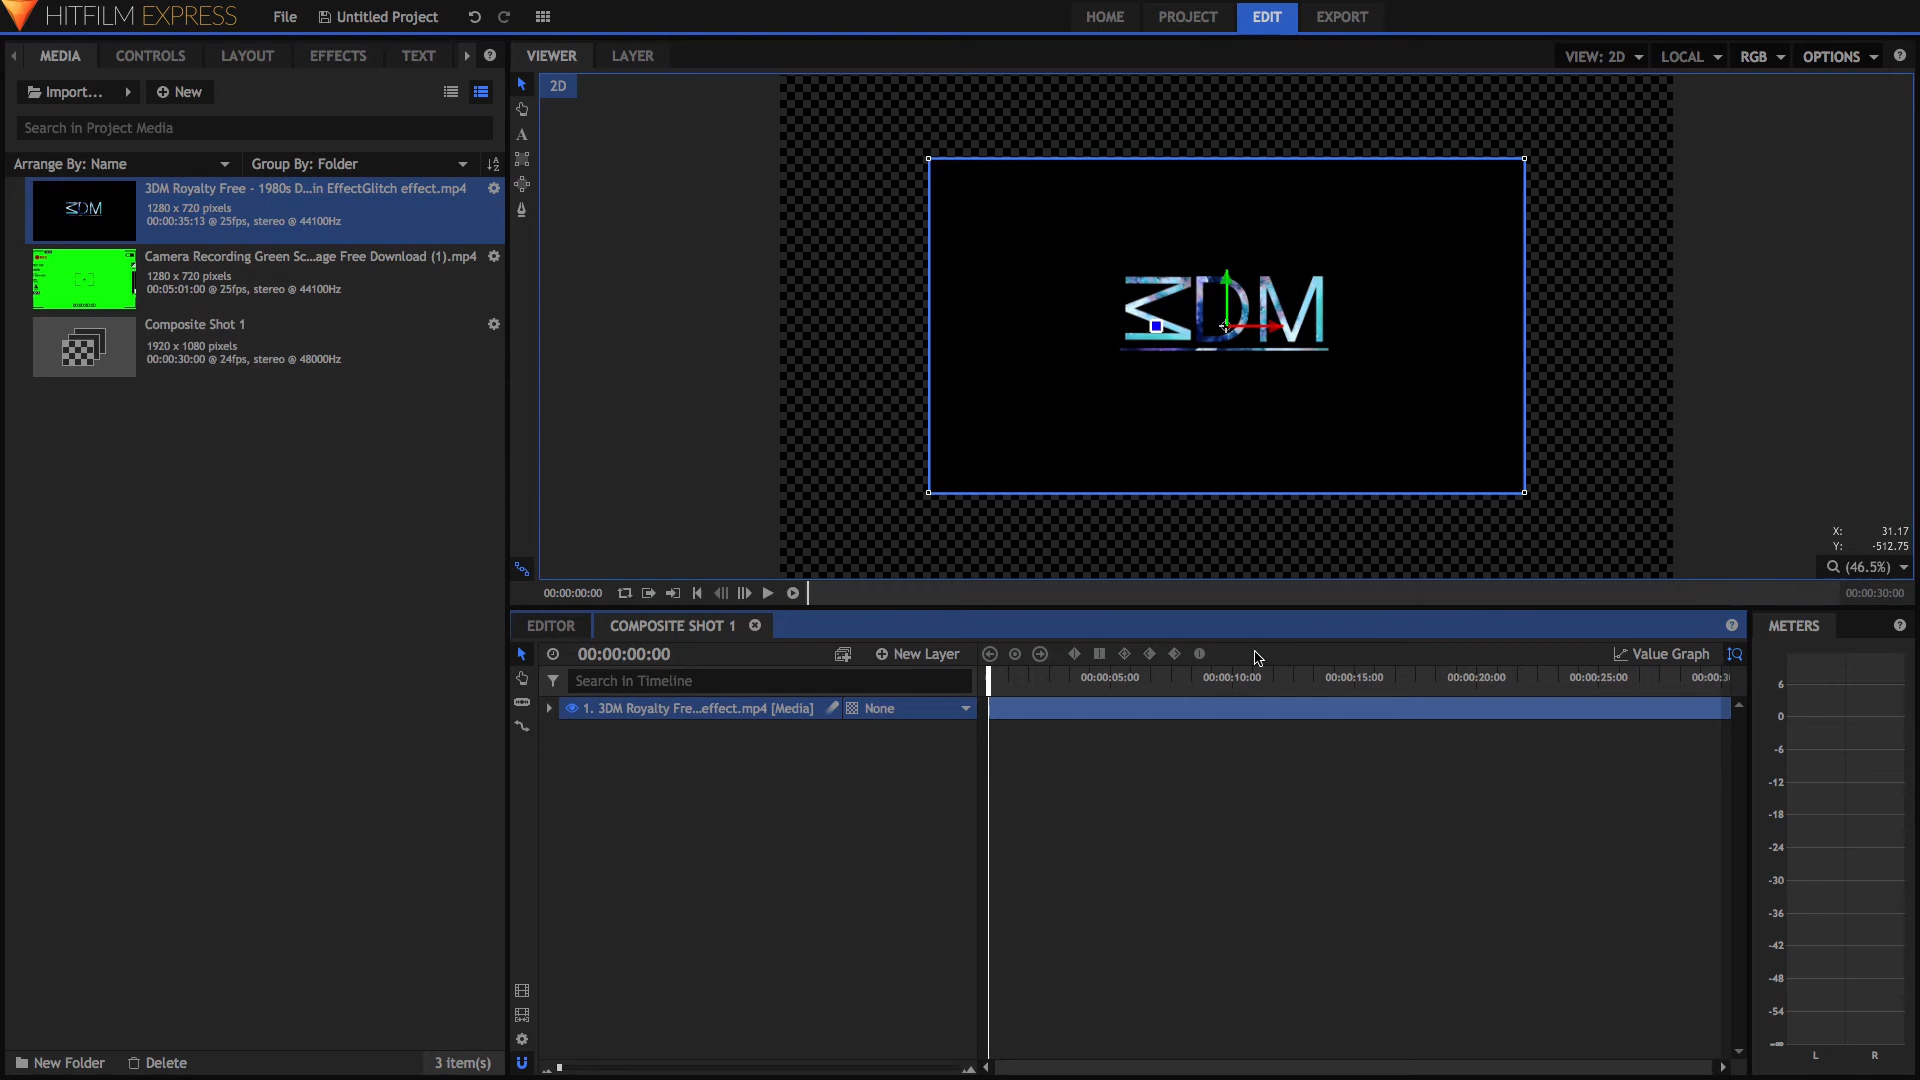 HITFILM EXPRESS
File
Untitled Project
HOME
PROJECT
EDIT
EXPORT
MEDIA
CONTROLS
LAYOUT
EFFECTS
TEXT
VIEWER
LAYER
VIEW: 2D
LOCAL
RGB
OPTIONS
Import...
New
2D
Search in Project Media
Arrange By: Name
Group By: Folder
3DM Royalty Free - 1980s D...in EffectGlitch effect.mp4
1280 x 720 pixels
00:00:35:13 @ 25fps, stereo @ 44100Hz
Camera Recording Green Sc...age Free Download (1).mp4
1280 x 720 pixels
00:05:01:00 @ 25fps, stereo @ 44100Hz
Composite Shot 1
1920 x 1080 pixels
00:00:30:00 @ 24fps, stereo @ 48000Hz
X: 31.17
Y: -512.75
(46.5%)
00:00:00:00
00:00:30:00
EDITOR
COMPOSITE SHOT 1
METERS
00:00:00:00
New Layer
Value Graph
Search in Timeline
00:00:05:00
00:00:10:00
00:00:15:00
00:00:20:00
00:00:25:00
00:00:3
1. 3DM Royalty Fre...effect.mp4 [Media]
None
6
0
-6
-12
-18
-24
-30
-36
-42
-48
-54
-∞
L
R
New Folder
Delete
3 item(s)